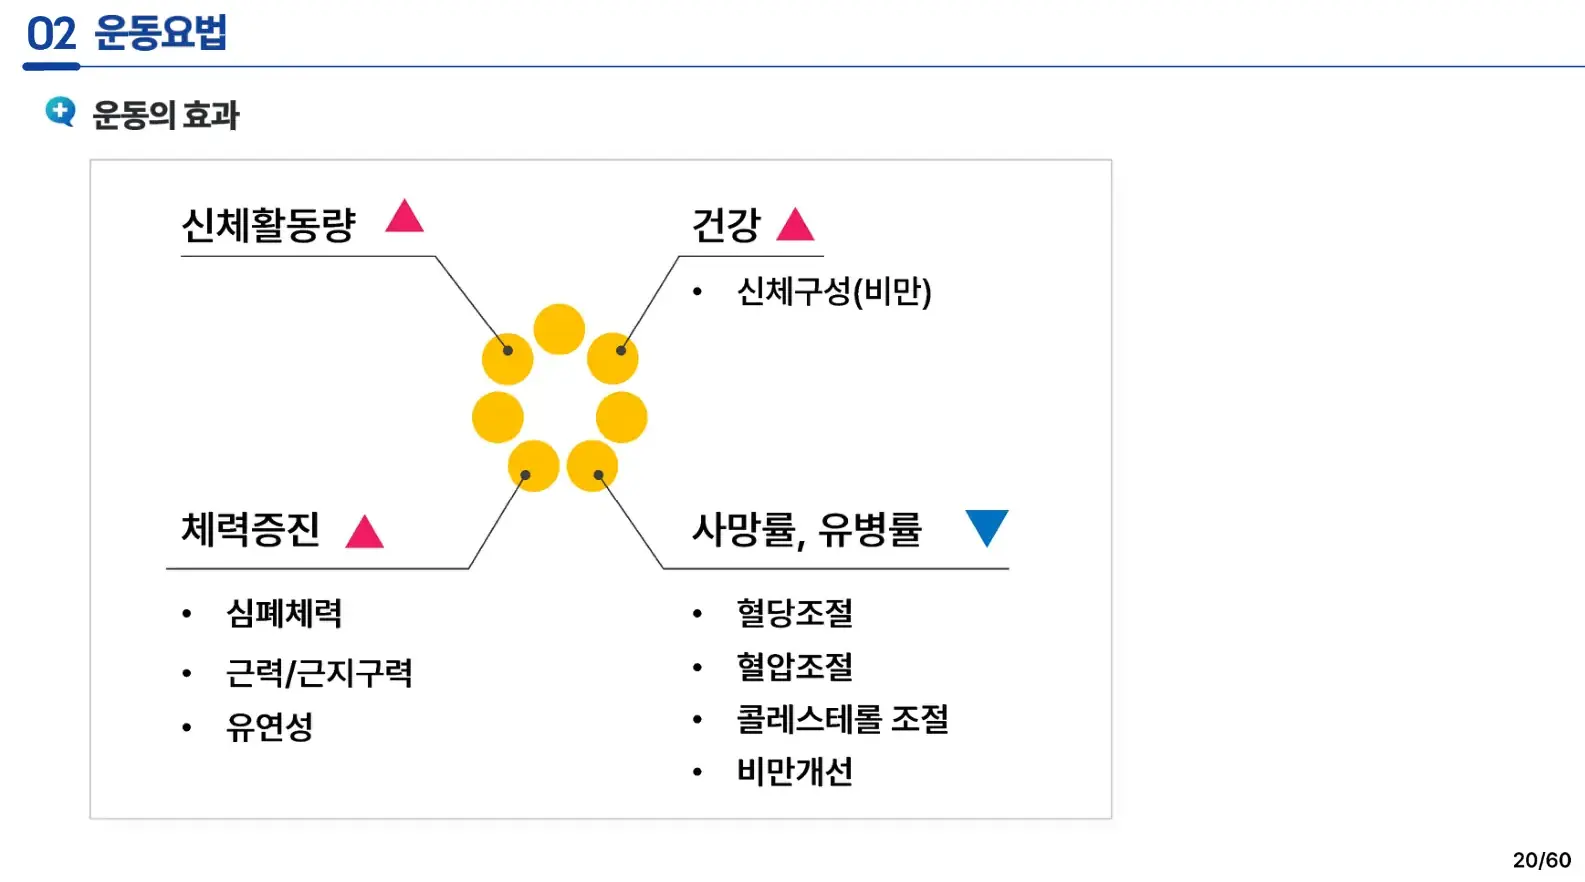 02 운동요법
운동의 효과
신체활동량
건강
• 신체구성(비만)
체력증진
• 심폐체력
• 근력/근지구력
• 유연성
사망률, 유병률
• 혈당조절
• 혈압조절
• 콜레스테롤 조절
• 비만개선
20/60